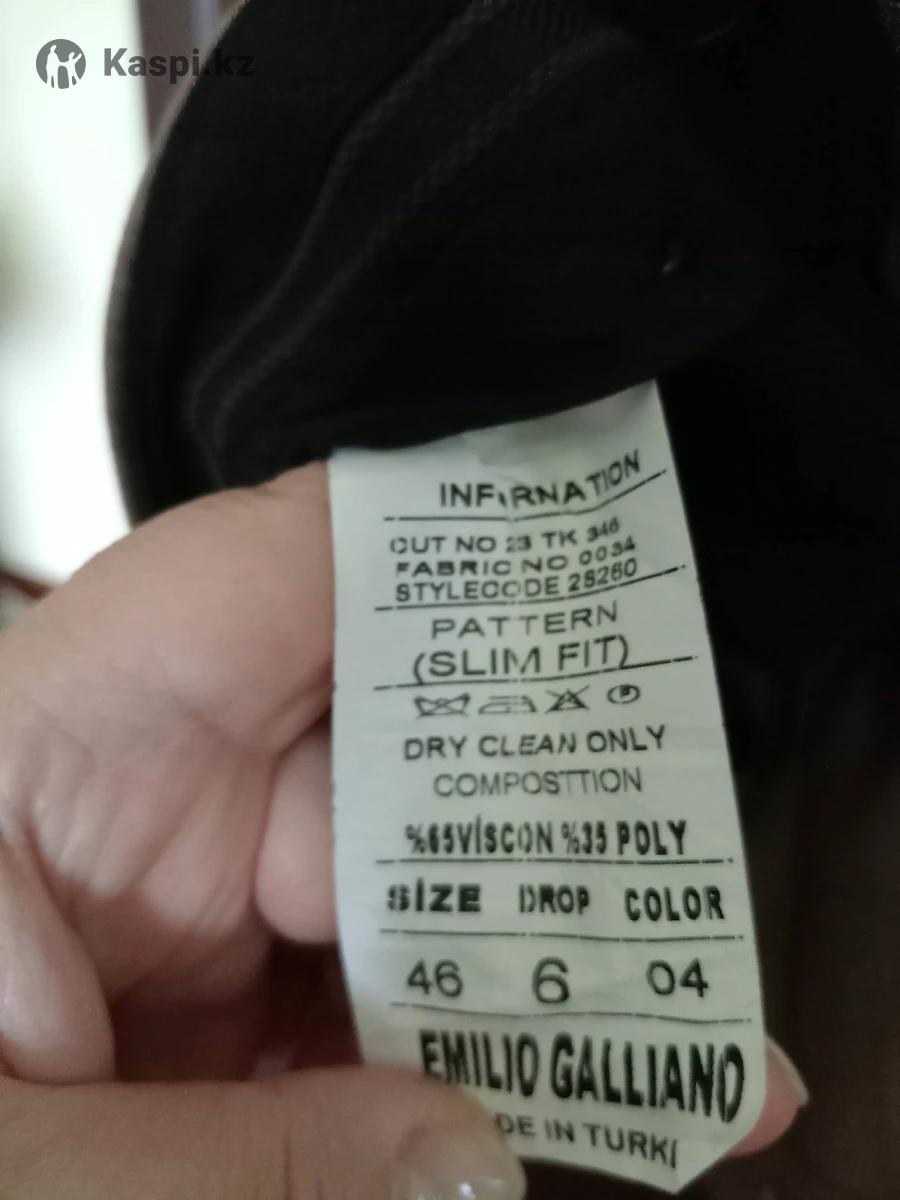 Kaspi.kz
INFIRNATION
CUT NO 23 TK 346
FABRIC NO 0034
STYLECODE 28260
PATTERN
(SLIM FIT)
DRY CLEAN ONLY
COMPOSTTION
%65VİSCON %35 POLY
SİZE DROP COLOR
46 6 04
EMILIO GALLIANO
DE IN TURKI